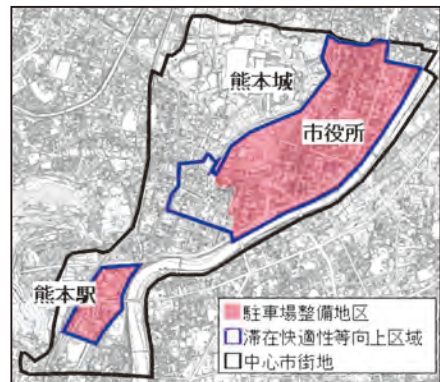 熊本城
市役所
熊本駅
駐車場整備地区
滞在快適性等向上区域
中心市街地